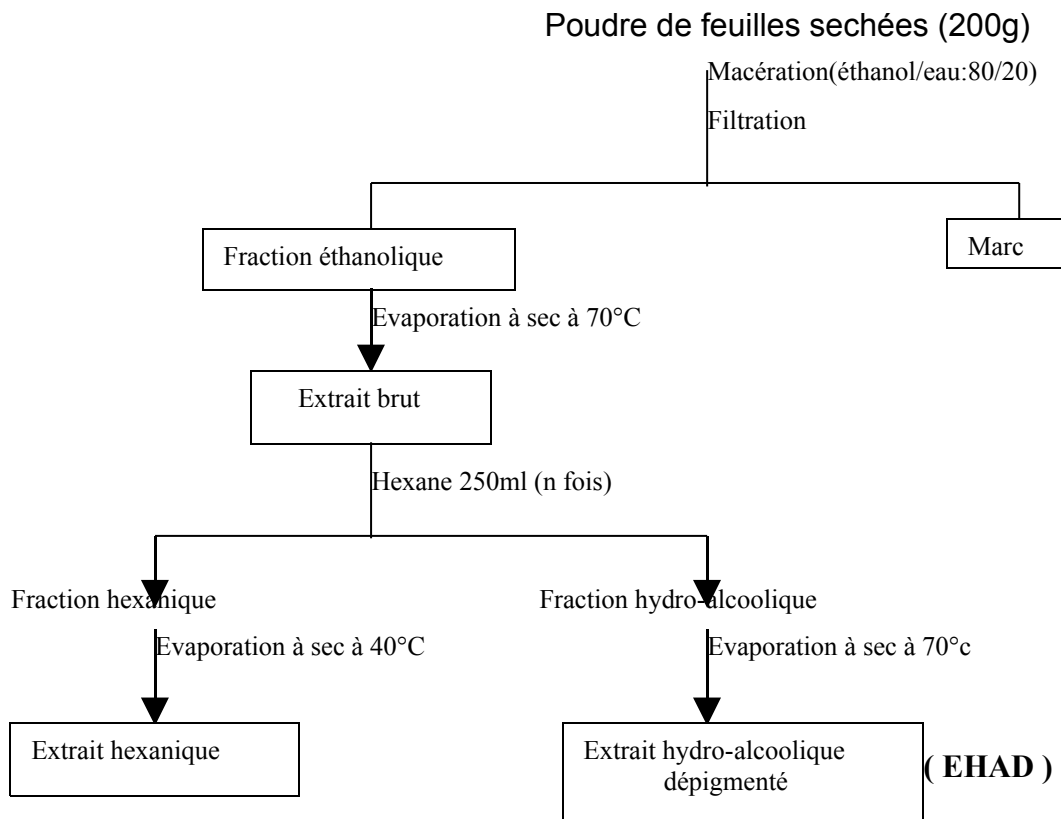 Poudre de feuilles sechées (200g)
Macération(éthanol/eau:80/20)
Filtration
Fraction éthanolique
Marc
Evaporation à sec à 70°C
Extrait brut
Hexane 250ml (n fois)
Fraction hexanique
Fraction hydro-alcoolique
Evaporation à sec à 40°C
Evaporation à sec à 70°c
Extrait hexanique
Extrait hydro-alcoolique
dépigmenté
( EHAD )